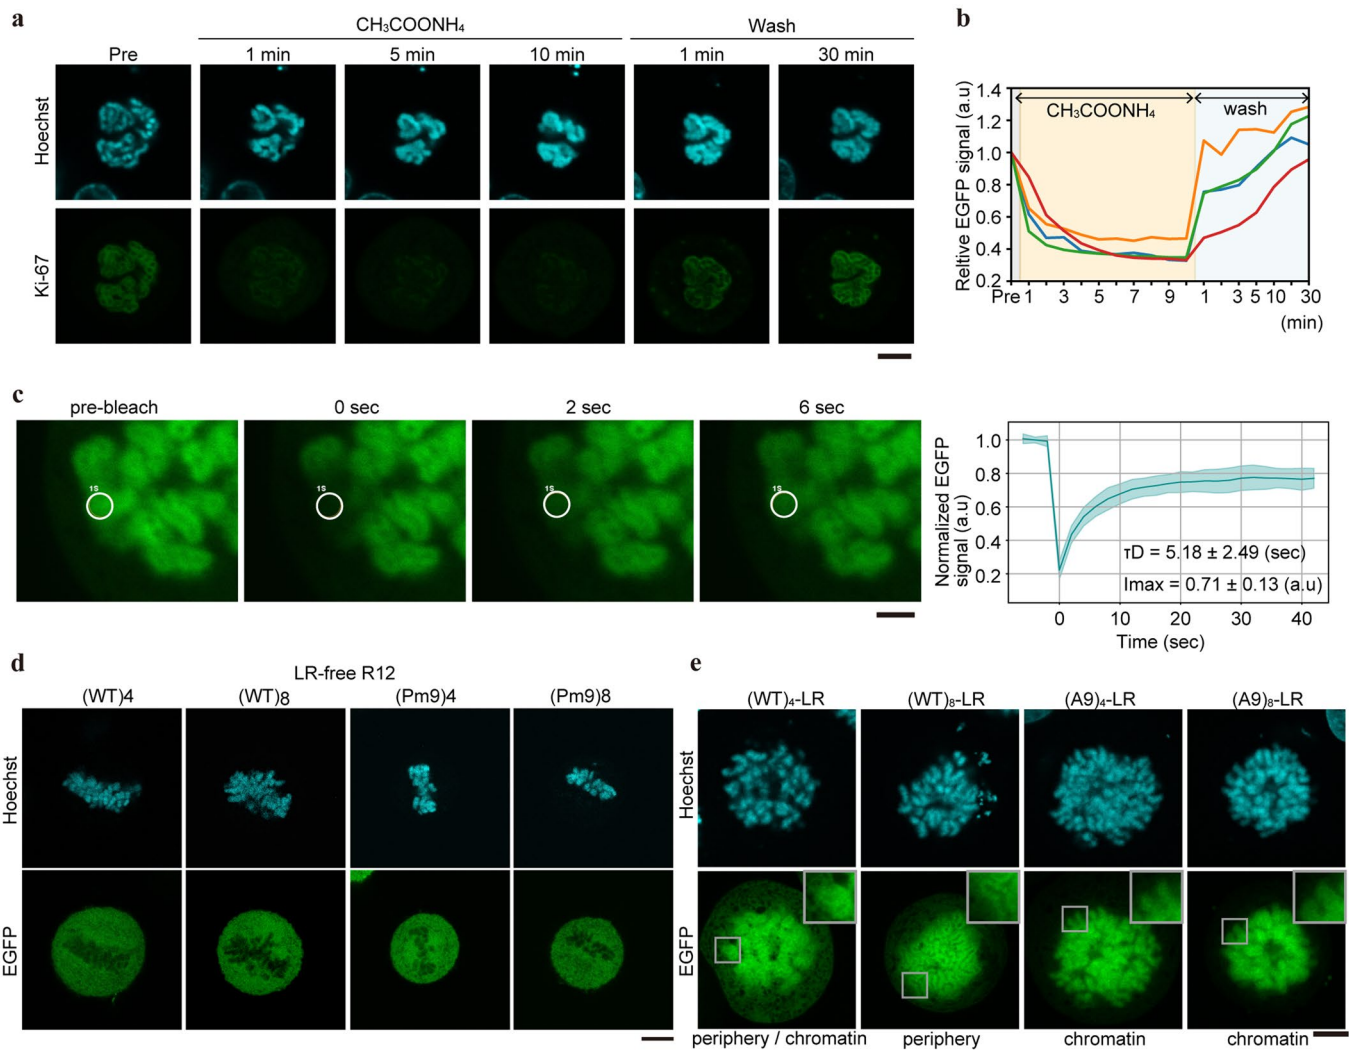 a
CH₃COONH₄
Wash
Pre
1 min
5 min
10 min
1 min
30 min
Hoechst
Ki-67
b
Reltive EGFP signal (a.u)
1.4
1.2
1.0
0.8
0.6
0.4
0.2
CH₃COONH₄
wash
Pre 1 3 5 7 9 1 3 5 10 30
(min)
c
pre-bleach
0 sec
2 sec
6 sec
1S
1S
1S
1S
Normalized EGFP
signal (a.u)
1.0
0.8
0.6
0.4
0.2
τD = 5.18 ± 2.49 (sec)
Imax = 0.71 ± 0.13 (a.u)
0 10 20 30 40
Time (sec)
d
LR-free R12
(WT)4
(WT)8
(Pm9)4
(Pm9)8
Hoechst
EGFP
e
(WT)₄-LR
(WT)₈-LR
(A9)₄-LR
(A9)₈-LR
Hoechst
EGFP
periphery / chromatin
periphery
chromatin
chromatin